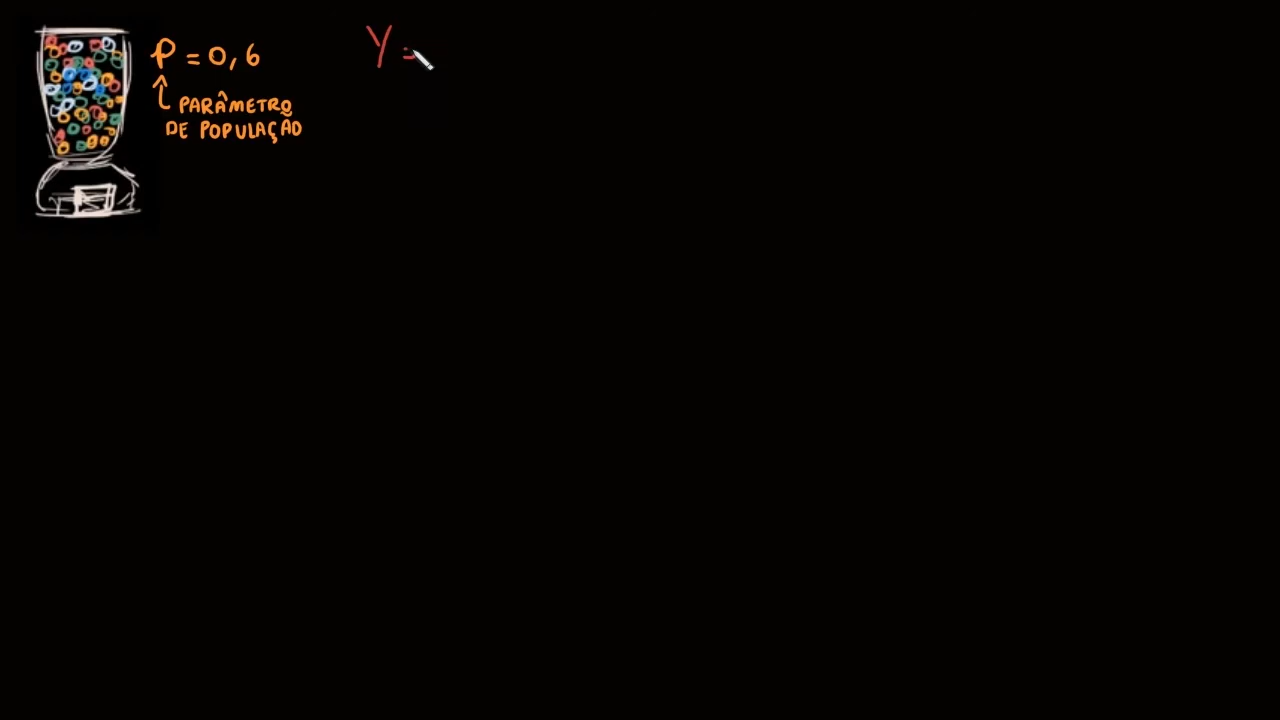 P = 0,6
PARÂMETRO
DE POPULAÇÃO
Y =